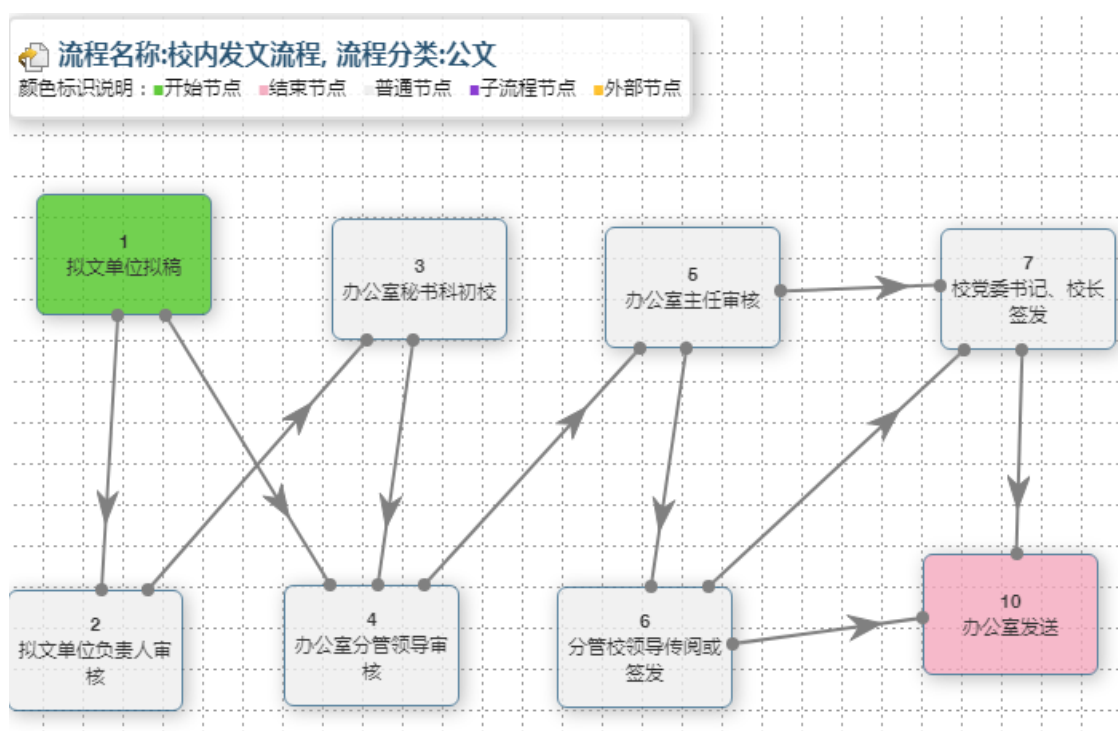 流程名称:校内发文流程, 流程分类:公文
颜色标识说明：■开始节点 ■结束节点 ■普通节点 ■子流程节点 ■外部节点
1
拟文单位拟稿
3
办公室秘书科初校
5
办公室主任审核
7
校党委书记、校长
签发
2
拟文单位负责人审
核
4
办公室分管领导审
核
6
分管校领导传阅或
签发
10
办公室发送